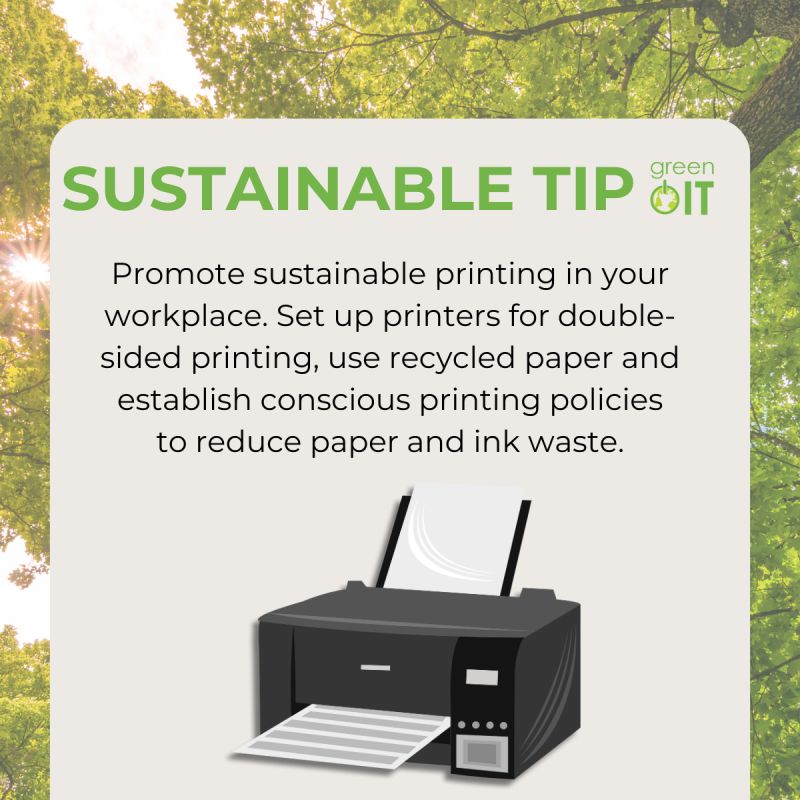 SUSTAINABLE TIP
green
IT
Promote sustainable printing in your
workplace. Set up printers for double-
sided printing, use recycled paper and
establish conscious printing policies
to reduce paper and ink waste.